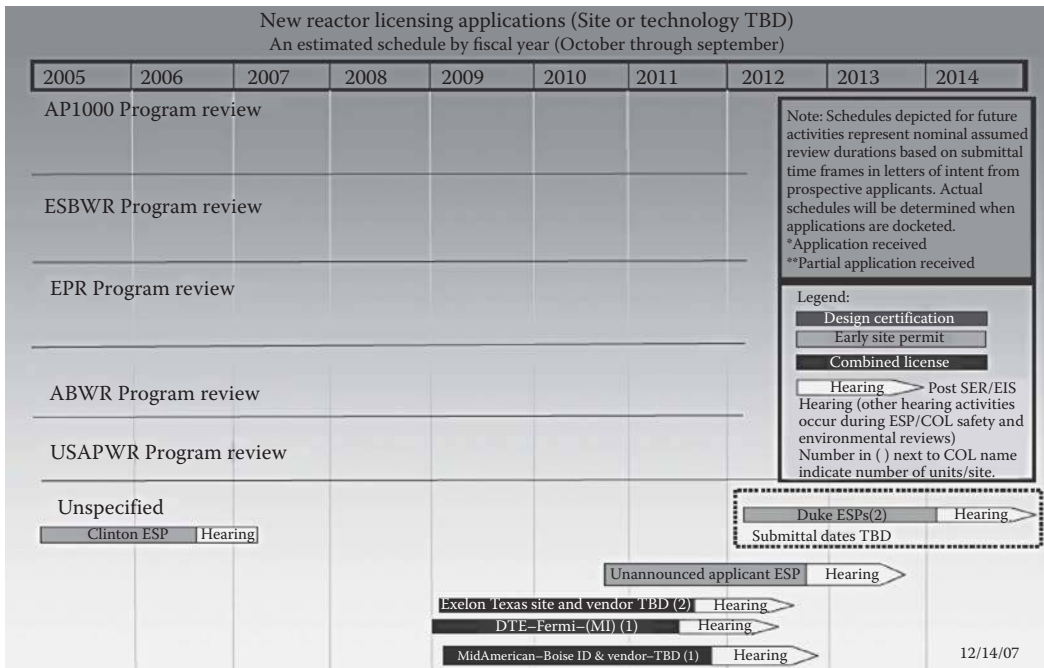 New reactor licensing applications (Site or technology TBD)
An estimated schedule by fiscal year (October through september)
2005 2006 2007 2008 2009 2010 2011 2012 2013 2014
AP1000 Program review
ESBWR Program review
EPR Program review
ABWR Program review
USAPWR Program review
Note: Schedules depicted for future
activities represent nominal assumed
review durations based on submittal
time frames in letters of intent from
prospective applicants. Actual
schedules will be determined when
applications are docketed.
*Application received
**Partial application received
Legend:
Design certification
Early site permit
Combined license
Hearing Post SER/EIS
Hearing (other hearing activities
occur during ESP/COL safety and
environmental reviews)
Number in ( ) next to COL name
indicate number of units/site.
Unspecified
Clinton ESP Hearing
Duke ESPs(2) Hearing
Submittal dates TBD
Unannounced applicant ESP Hearing
Exelon Texas site and vendor TBD (2) Hearing
DTE–Fermi–(MI) (1) Hearing
MidAmerican–Boise ID & vendor–TBD (1) Hearing
12/14/07